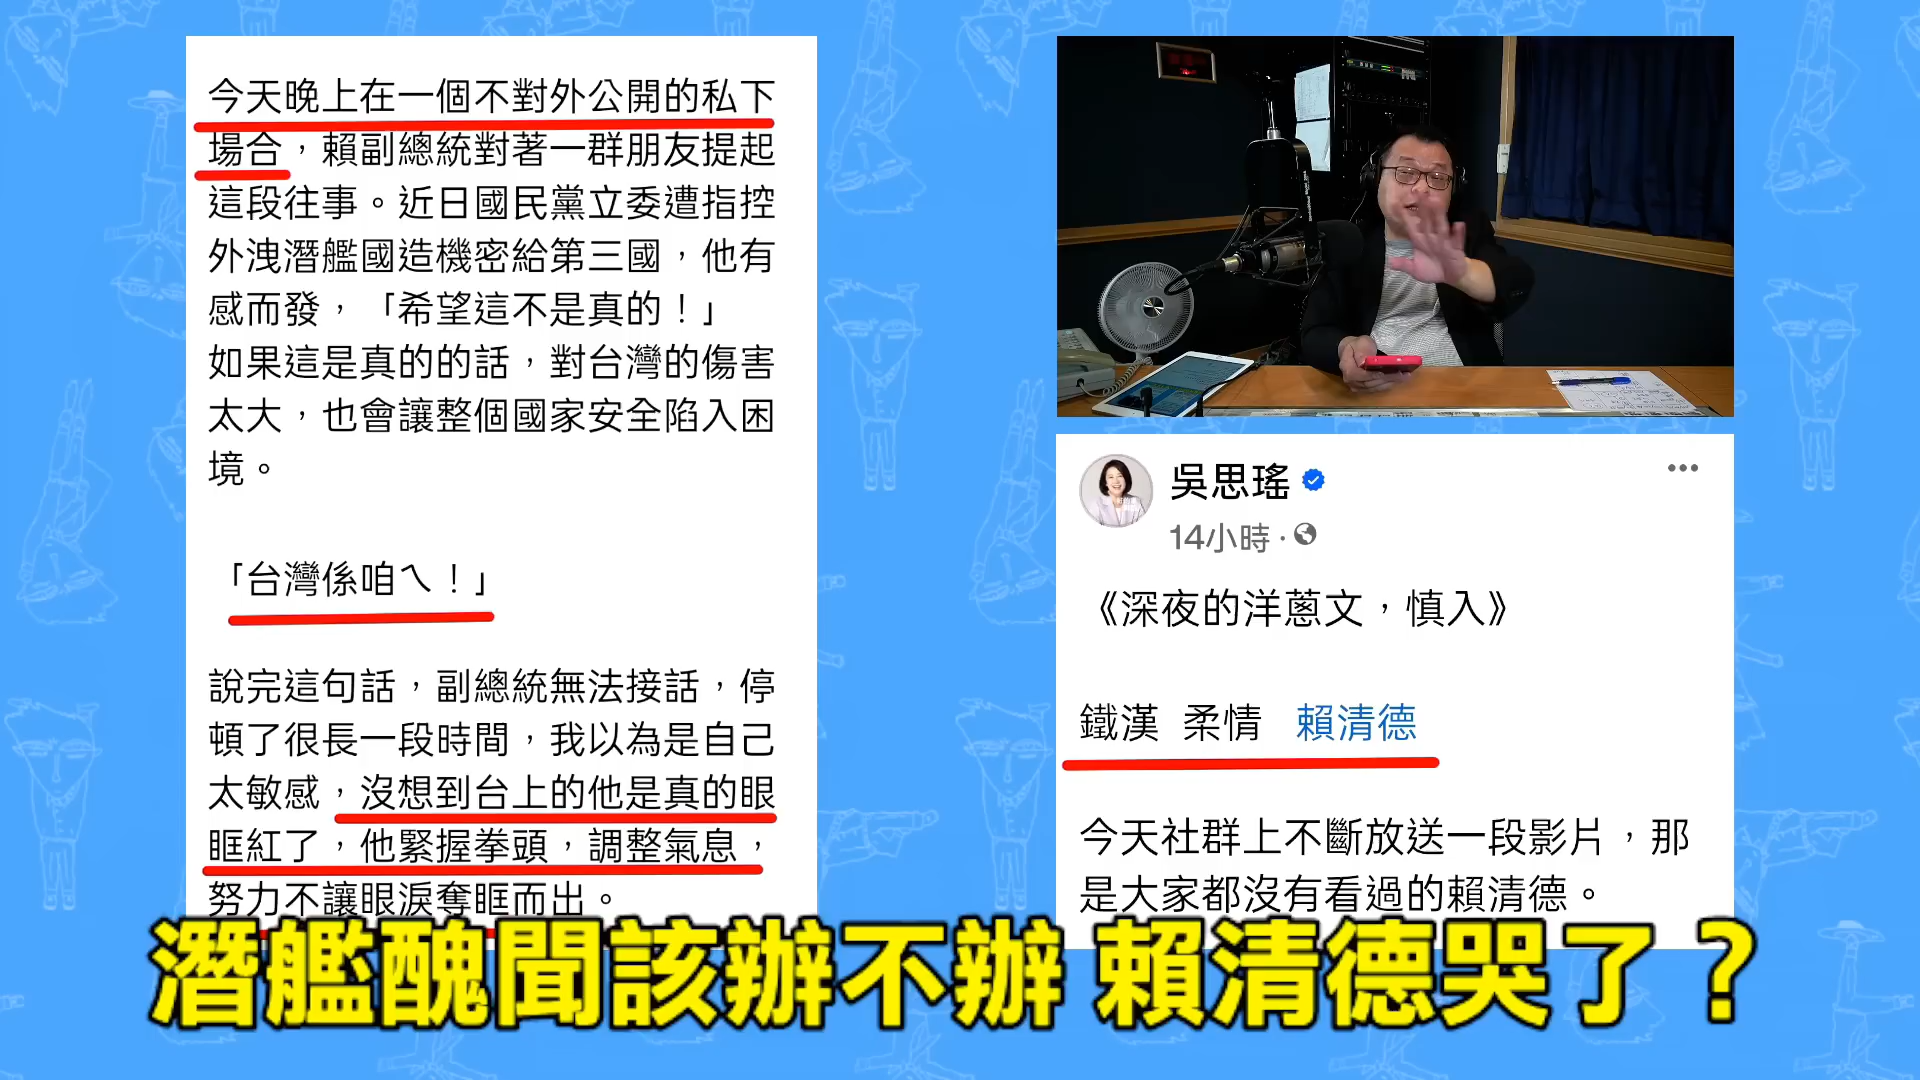 今天晚上在一個不對外公開的私下
場合，賴副總統對著一群朋友提起
這段往事。近日國民黨立委遭指控
外洩潛艦國造機密給第三國，他有
感而發，「希望這不是真的！」
如果這是真的的話，對台灣的傷害
太大，也會讓整個國家安全陷入困
境。
「台灣係咱ㄟ！」
說完這句話，副總統無法接話，停
頓了很長一段時間，我以為是自己
太敏感，沒想到台上的他是真的眼
眶紅了，他緊握拳頭，調整氣息，
努力不讓眼淚奪眶而出。
吳思瑤
14小時
《深夜的洋蔥文，慎入》
鐵漢 柔情 賴清德
今天社群上不斷放送一段影片，那
是大家都沒有看過的賴清德。
潛艦醜聞該辦不辦 賴清德哭了？